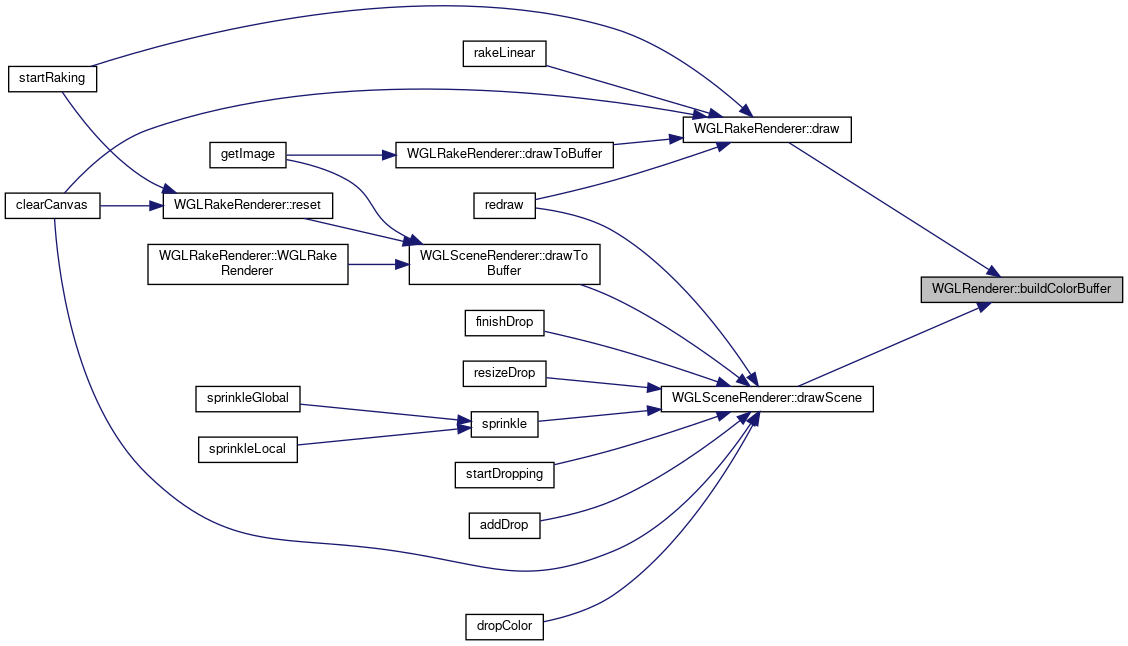 rakeLinear
startRaking
WGLRakeRenderer::draw
getImage
WGLRakeRenderer::drawToBuffer
clearCanvas
WGLRakeRenderer::reset
redraw
WGLRakeRenderer::WGLRake
Renderer
WGLSceneRenderer::drawTo
Buffer
WGLRenderer::buildColorBuffer
finishDrop
resizeDrop
sprinkleGlobal
WGLSceneRenderer::drawScene
sprinkle
sprinkleLocal
startDropping
addDrop
dropColor